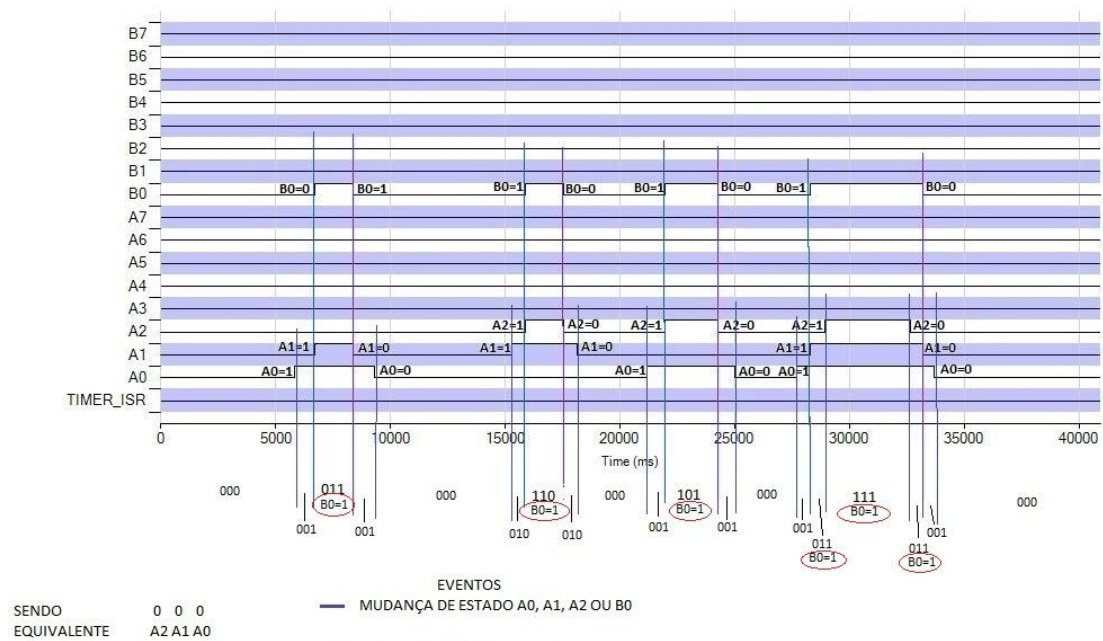 B7
B6
B5
B4
B3
B2
B1
B0 B0=0 B0=1 B0=1 B0=0 B0=1 B0=0 B0=1 B0=0
A7
A6
A5
A4
A3
A2 A2=1 A2=0 A2=1 A2=0 A2=1 A2=0
A1 A1=1 A1=0 A1=1 A1=0 A1=1 A1=0
A0 A0=1 A0=0 A0=1 A0=0 A0=1 A0=0
TIMER_ISR
0 5000 10000 15000 20000 25000 30000 35000 40000
Time (ms)
000 011 000 110 000 101 000 111 000
B0=1 B0=1 B0=1 B0=1
001 001 010 010 001 001 001 001
011 011
B0=1 B0=1
EVENTOS
MUDANÇA DE ESTADO A0, A1, A2 OU B0
SENDO 0 0 0
EQUIVALENTE A2 A1 A0